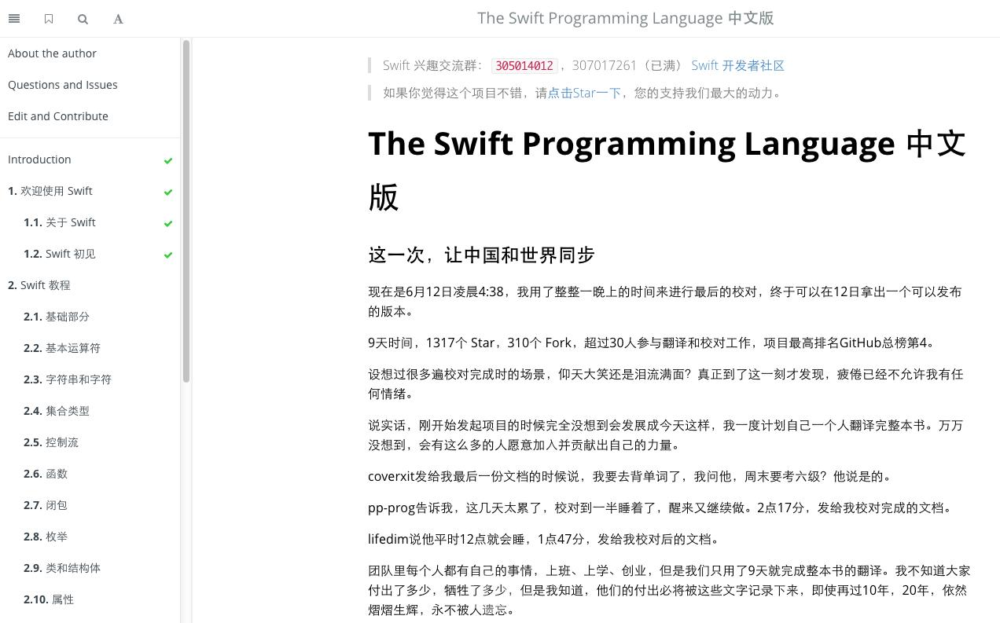 The Swift Programming Language 中文版
About the author
Questions and Issues
Edit and Contribute
Introduction
1. 欢迎使用 Swift
1.1. 关于 Swift
1.2. Swift 初见
2. Swift 教程
2.1. 基础部分
2.2. 基本运算符
2.3. 字符串和字符
2.4. 集合类型
2.5. 控制流
2.6. 函数
2.7. 闭包
2.8. 枚举
2.9. 类和结构体
2.10. 属性
Swift 兴趣交流群： 305014012 ，307017261（已满） Swift 开发者社区
如果你觉得这个项目不错，请点击Star一下，您的支持我们最大的动力。
The Swift Programming Language 中文
版
这一次，让中国和世界同步
现在是6月12日凌晨4:38，我用了整整一晚上的时间来进行最后的校对，终于可以在12日拿出一个可以发布
的版本。
9天时间，1317个 Star，310个 Fork，超过30人参与翻译和校对工作，项目最高排名GitHub总榜第4。
设想过很多遍校对完成时的场景，仰天大笑还是泪流满面？真正到了这一刻才发现，疲倦已经不允许我有任
何情绪。
说实话，刚开始发起项目的时候完全没想到会发展成今天这样，我一度计划自己一个人翻译完整本书。万万
没想到，会有这么多的人愿意加入并贡献出自己的力量。
coverxit发给我最后一份文档的时候说，我要去背单词了，我问他，周末要考六级？他说是的。
pp-prog告诉我，这几天太累了，校对到一半睡着了，醒来又继续做。2点17分，发给我校对完成的文档。
lifedim说他平时12点就会睡，1点47分，发给我校对后的文档。
团队里每个人都有自己的事情，上班、上学、创业，但是我们只用了9天就完成整本书的翻译。我不知道大家
付出了多少，牺牲了多少，但是我知道，他们的付出必将被这些文字记录下来，即使再过10年，20年，依然
熠熠生辉，永不被人遗忘。